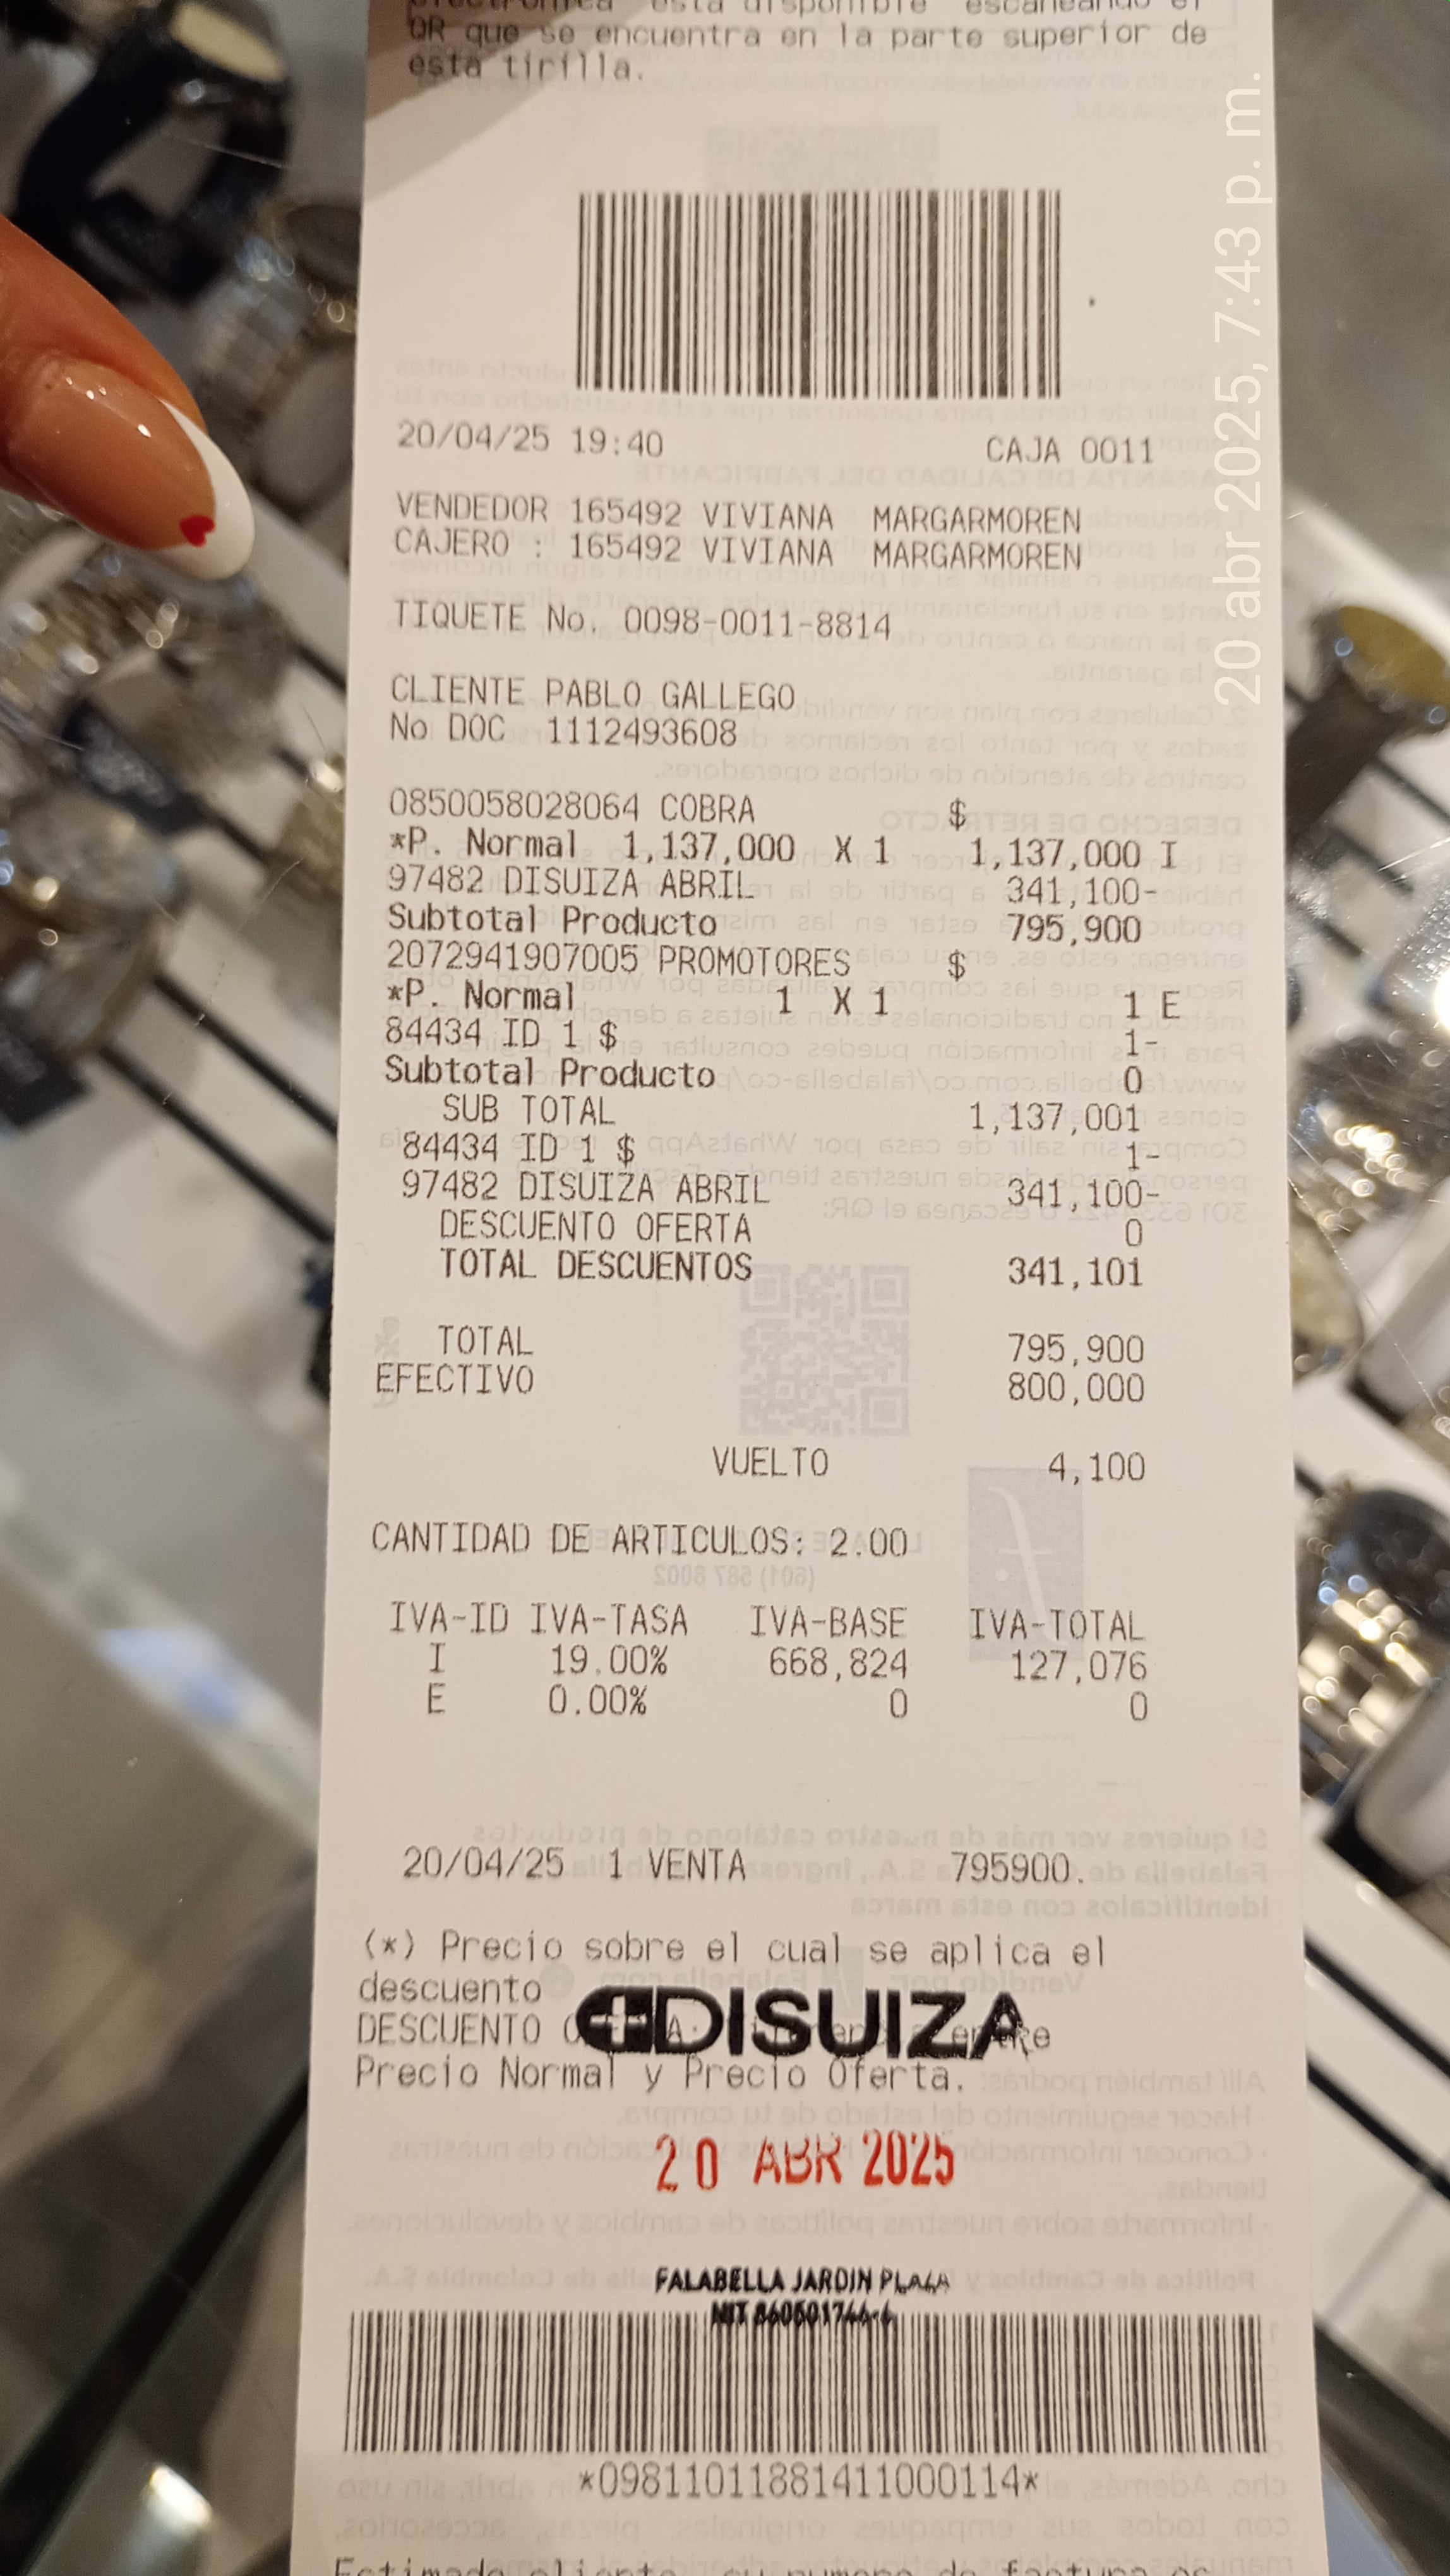 QR que se encuentra en la parte superior de
esta tirilla.
20/04/25 19:40 CAJA 0011
VENDEDOR 165492 VIVIANA MARGARMOREN
CAJERO : 165492 VIVIANA MARGARMOREN
TIQUETE No. 0098-0011-8814
CLIENTE PABLO GALLEGO
No DOC 1112493608
0850058028064 COBRA $
*P. Normal 1,137,000 X 1 1,137,000 I
97482 DISUIZA ABRIL 341,100-
Subtotal Producto 795,900
2072941907005 PROMOTORES $
*P. Normal 1 X 1 1 E
84434 ID 1 $ 1-
Subtotal Producto 0
SUB TOTAL 1,137,001
84434 ID 1 $ 1-
97482 DISUIZA ABRIL 341,100-
DESCUENTO OFERTA 0
TOTAL DESCUENTOS 341,101
TOTAL 795,900
EFECTIVO 800,000
VUELTO 4,100
CANTIDAD DE ARTICULOS: 2.00
IVA-ID IVA-TASA IVA-BASE IVA-TOTAL
I 19.00% 668,824 127,076
E 0.00% 0 0
20/04/25 1 VENTA 795900.
(*) Precio sobre el cual se aplica el
descuento
DISUIZA
DESCUENTO
Precio Normal y Precio Oferta.
20 ABR 2025
FALABELLA JARDIN PLAZA
NIT
*09811011881411000114*
20 abr 2025, 7:43 p. m.